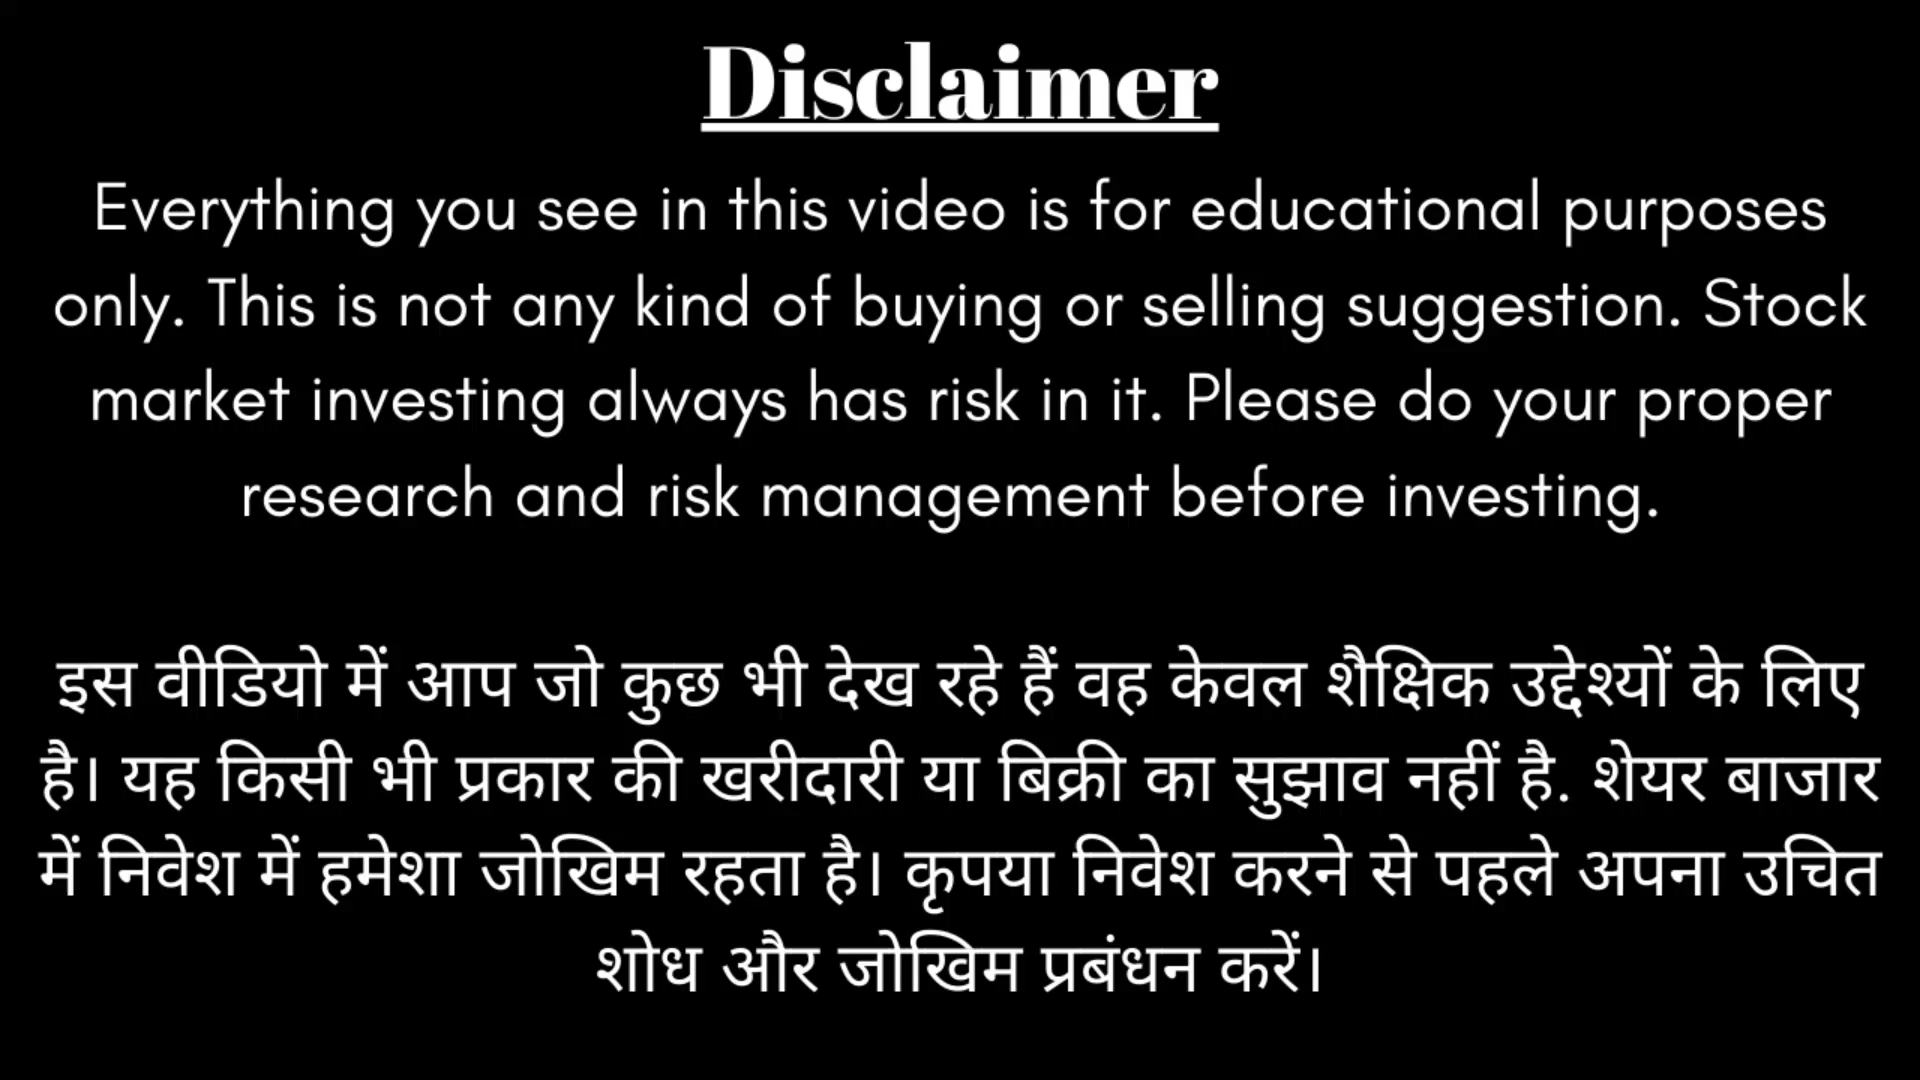 Disclaimer
Everything you see in this video is for educational purposes
only. This is not any kind of buying or selling suggestion. Stock
market investing always has risk in it. Please do your proper
research and risk management before investing.
इस वीडियो में आप जो कुछ भी देख रहे हैं वह केवल शैक्षिक उद्देश्यों के लिए
है। यह किसी भी प्रकार की खरीदारी या बिक्री का सुझाव नहीं है. शेयर बाजार
में निवेश में हमेशा जोखिम रहता है। कृपया निवेश करने से पहले अपना उचित
शोध और जोखिम प्रबंधन करें।